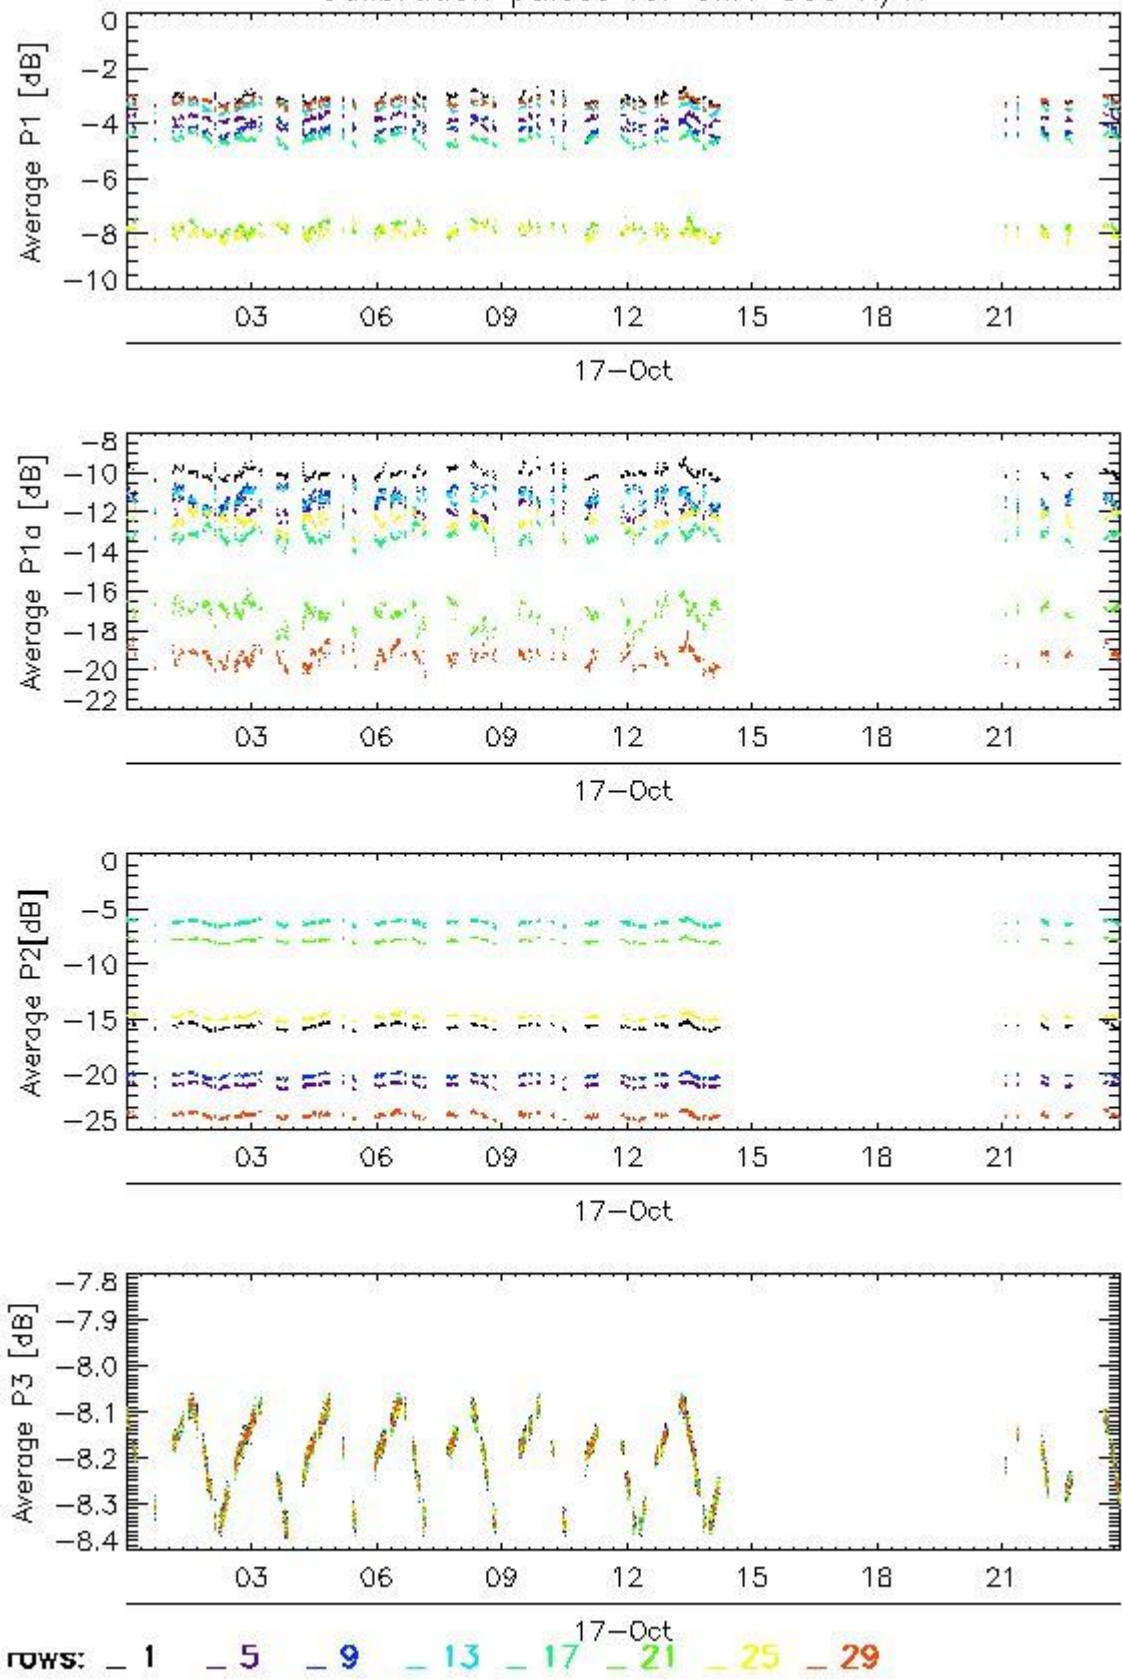 0
−2
−4
−6
−8
−10
Average P1 [dB]
03 06 09 12 15 18 21
17−Oct
−8
−10
−12
−14
−16
−18
−20
−22
Average P1a [dB]
03 06 09 12 15 18 21
17−Oct
0
−5
−10
−15
−20
−25
Average P2[dB]
03 06 09 12 15 18 21
17−Oct
−7.8
−7.9
−8.0
−8.1
−8.2
−8.3
−8.4
Average P3 [dB]
03 06 09 12 15 18 21
17−Oct
rows: _ 1 _ 5 _ 9 _ 13 _ 17 _ 21 _ 25 _ 29